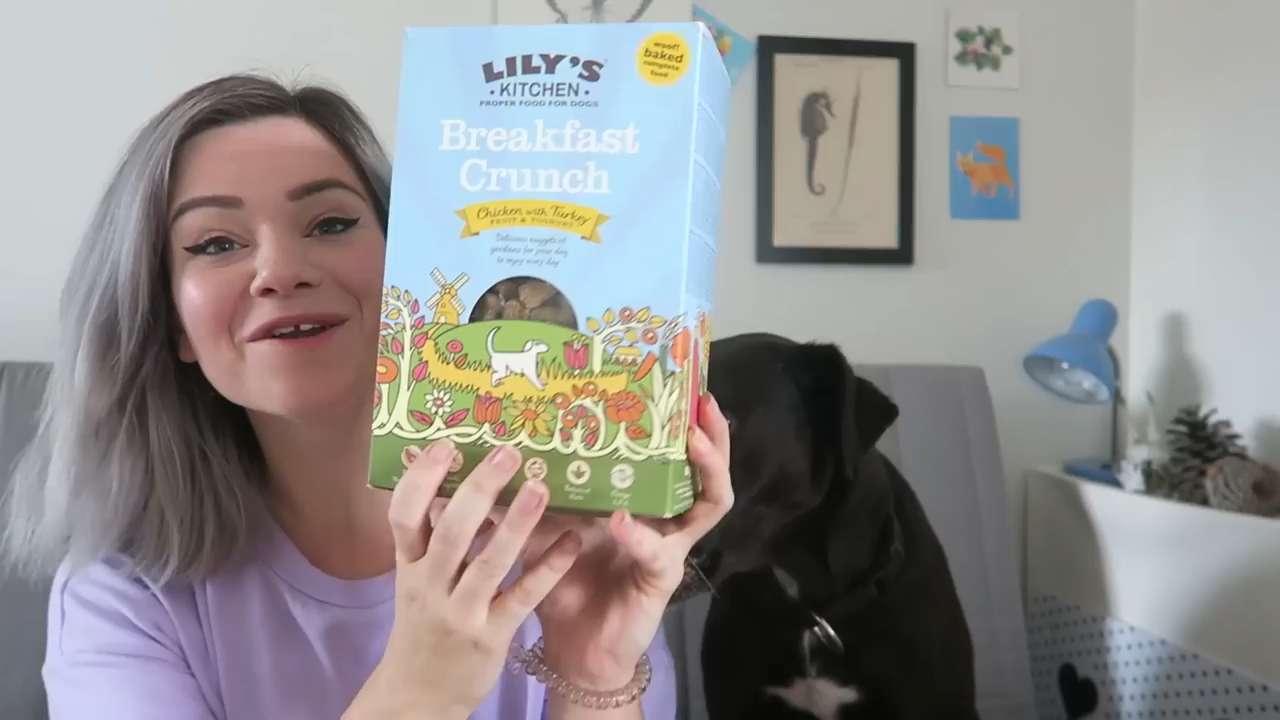 LILY'S
• KITCHEN •
PROPER FOOD FOR DOGS
woof!
baked
complete
food
Breakfast
Crunch
Chicken with Turkey
FRUIT & YOGHURT
Delicious nuggets of
goodness for your dog
to enjoy every day